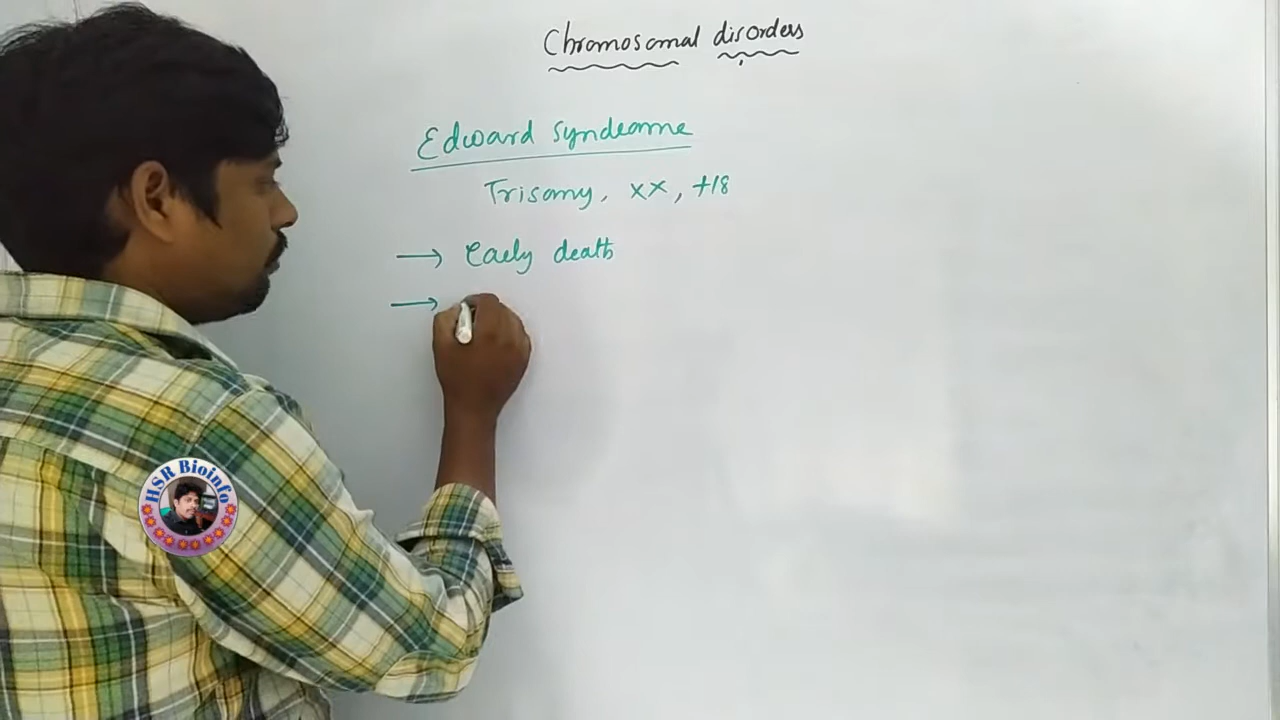 Chromosomal disorders
Edward Syndrome
Trisomy, XX, +18
→ Early death
→
HSR Bioinfo